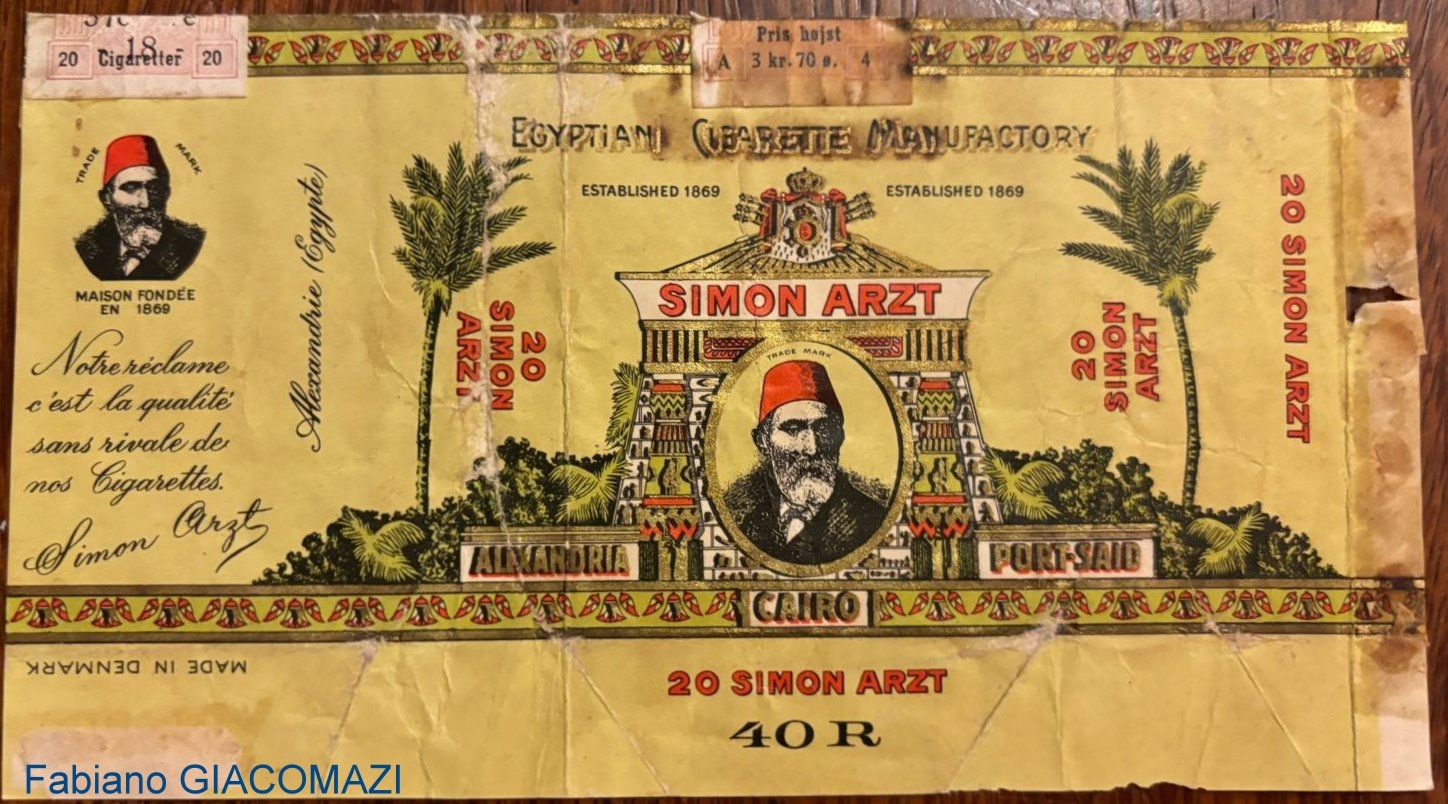 20 Cigaretter 20
18
Pris højst
A 3 kr. 70 ø. 4
EGYPTIAN CIGARETTE MANUFACTORY
ESTABLISHED 1869
ESTABLISHED 1869
TRADE MARK
MAISON FONDÉE
EN 1869
Notre réclame
c'est la qualité
sans rivale de
nos Cigarettes.
Simon Arzt
Alexandrie (Egypte)
20
SIMON
ARZT
SIMON ARZT
TRADE MARK
20
SIMON
ARZT
20 SIMON ARZT
ALEXANDRIA
PORT-SAID
CAIRO
MADE IN DENMARK
20 SIMON ARZT
40 R
Fabiano GIACOMAZI